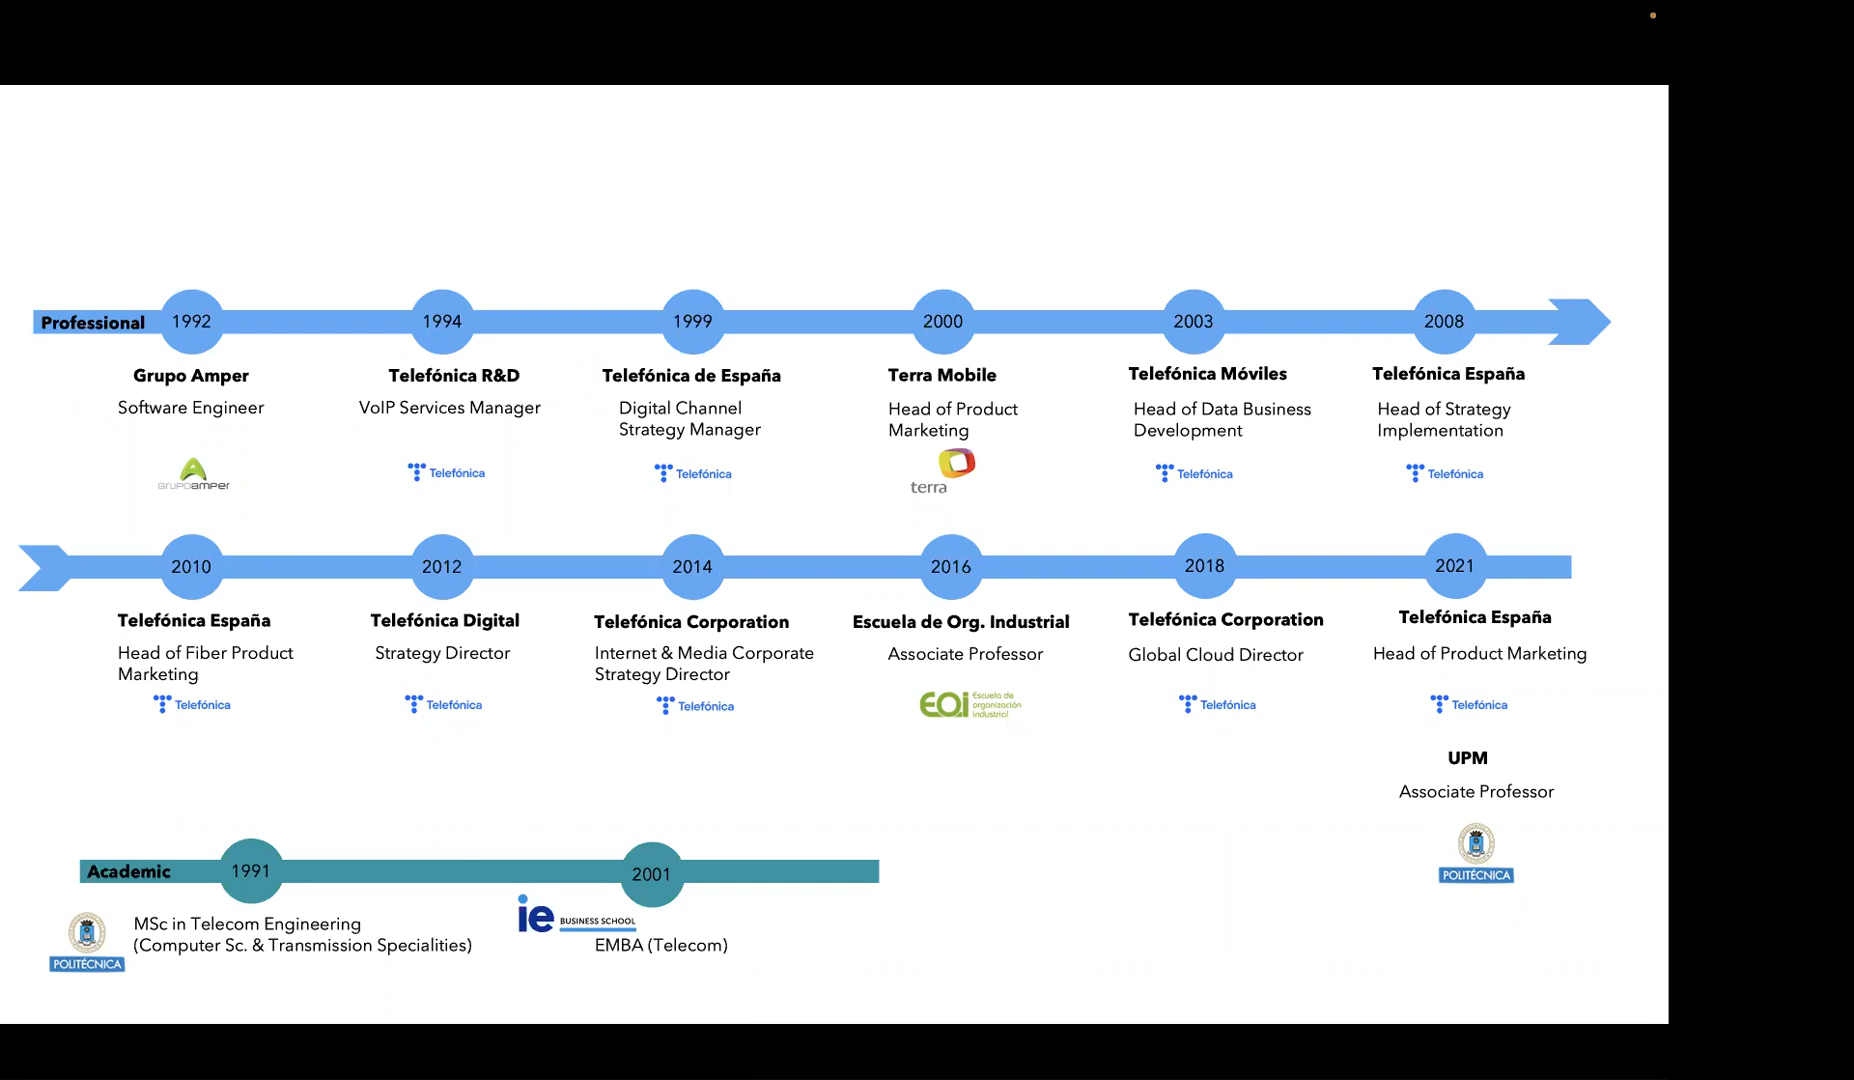 Professional
1992
1994
1999
2000
2003
2008
Grupo Amper
Software Engineer
GRUPOAMPER
Telefónica R&D
VoIP Services Manager
Telefónica
Telefónica de España
Digital Channel
Strategy Manager
Telefónica
Terra Mobile
Head of Product
Marketing
terra
Telefónica Móviles
Head of Data Business
Development
Telefónica
Telefónica España
Head of Strategy
Implementation
Telefónica
2010
2012
2014
2016
2018
2021
Telefónica España
Head of Fiber Product
Marketing
Telefónica
Telefónica Digital
Strategy Director
Telefónica
Telefónica Corporation
Internet & Media Corporate
Strategy Director
Telefónica
Escuela de Org. Industrial
Associate Professor
EOi
Escuela de
organización
industrial
Telefónica Corporation
Global Cloud Director
Telefónica
Telefónica España
Head of Product Marketing
Telefónica
UPM
Associate Professor
POLITÉCNICA
Academic
1991
2001
POLITÉCNICA
MSc in Telecom Engineering
(Computer Sc. & Transmission Specialities)
ie BUSINESS SCHOOL
EMBA (Telecom)